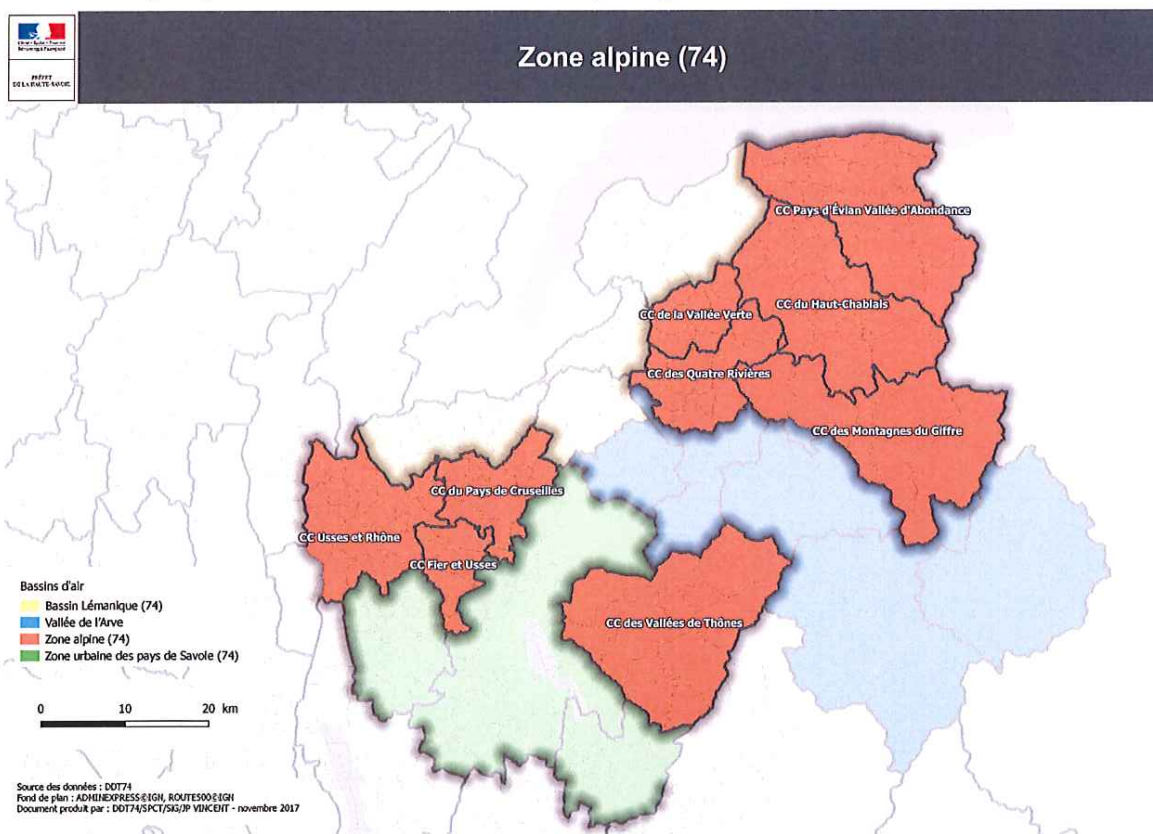 Zone alpine (74)
PRÉFET
DE LA HAUTE-SAVOIE
CC Pays d'Évian Vallée d'Abondance
CC du Haut-Chablais
CC de la Vallée Verte
CC des Quatre Rivières
CC des Montagnes du Giffre
CC du Pays de Cruseilles
CC Usses et Rhône
CC Fier et Usses
CC des Vallées de Thônes
Bassins d'air
Bassin Lémanique (74)
Vallée de l'Arve
Zone alpine (74)
Zone urbaine des pays de Savoie (74)
0 10 20 km
Source des données : DDT74
Fond de plan : ADMINEXPRESS©IGN, ROUTE500©IGN
Document produit par : DDT74/SPCT/SIG/JP VINCENT - novembre 2017